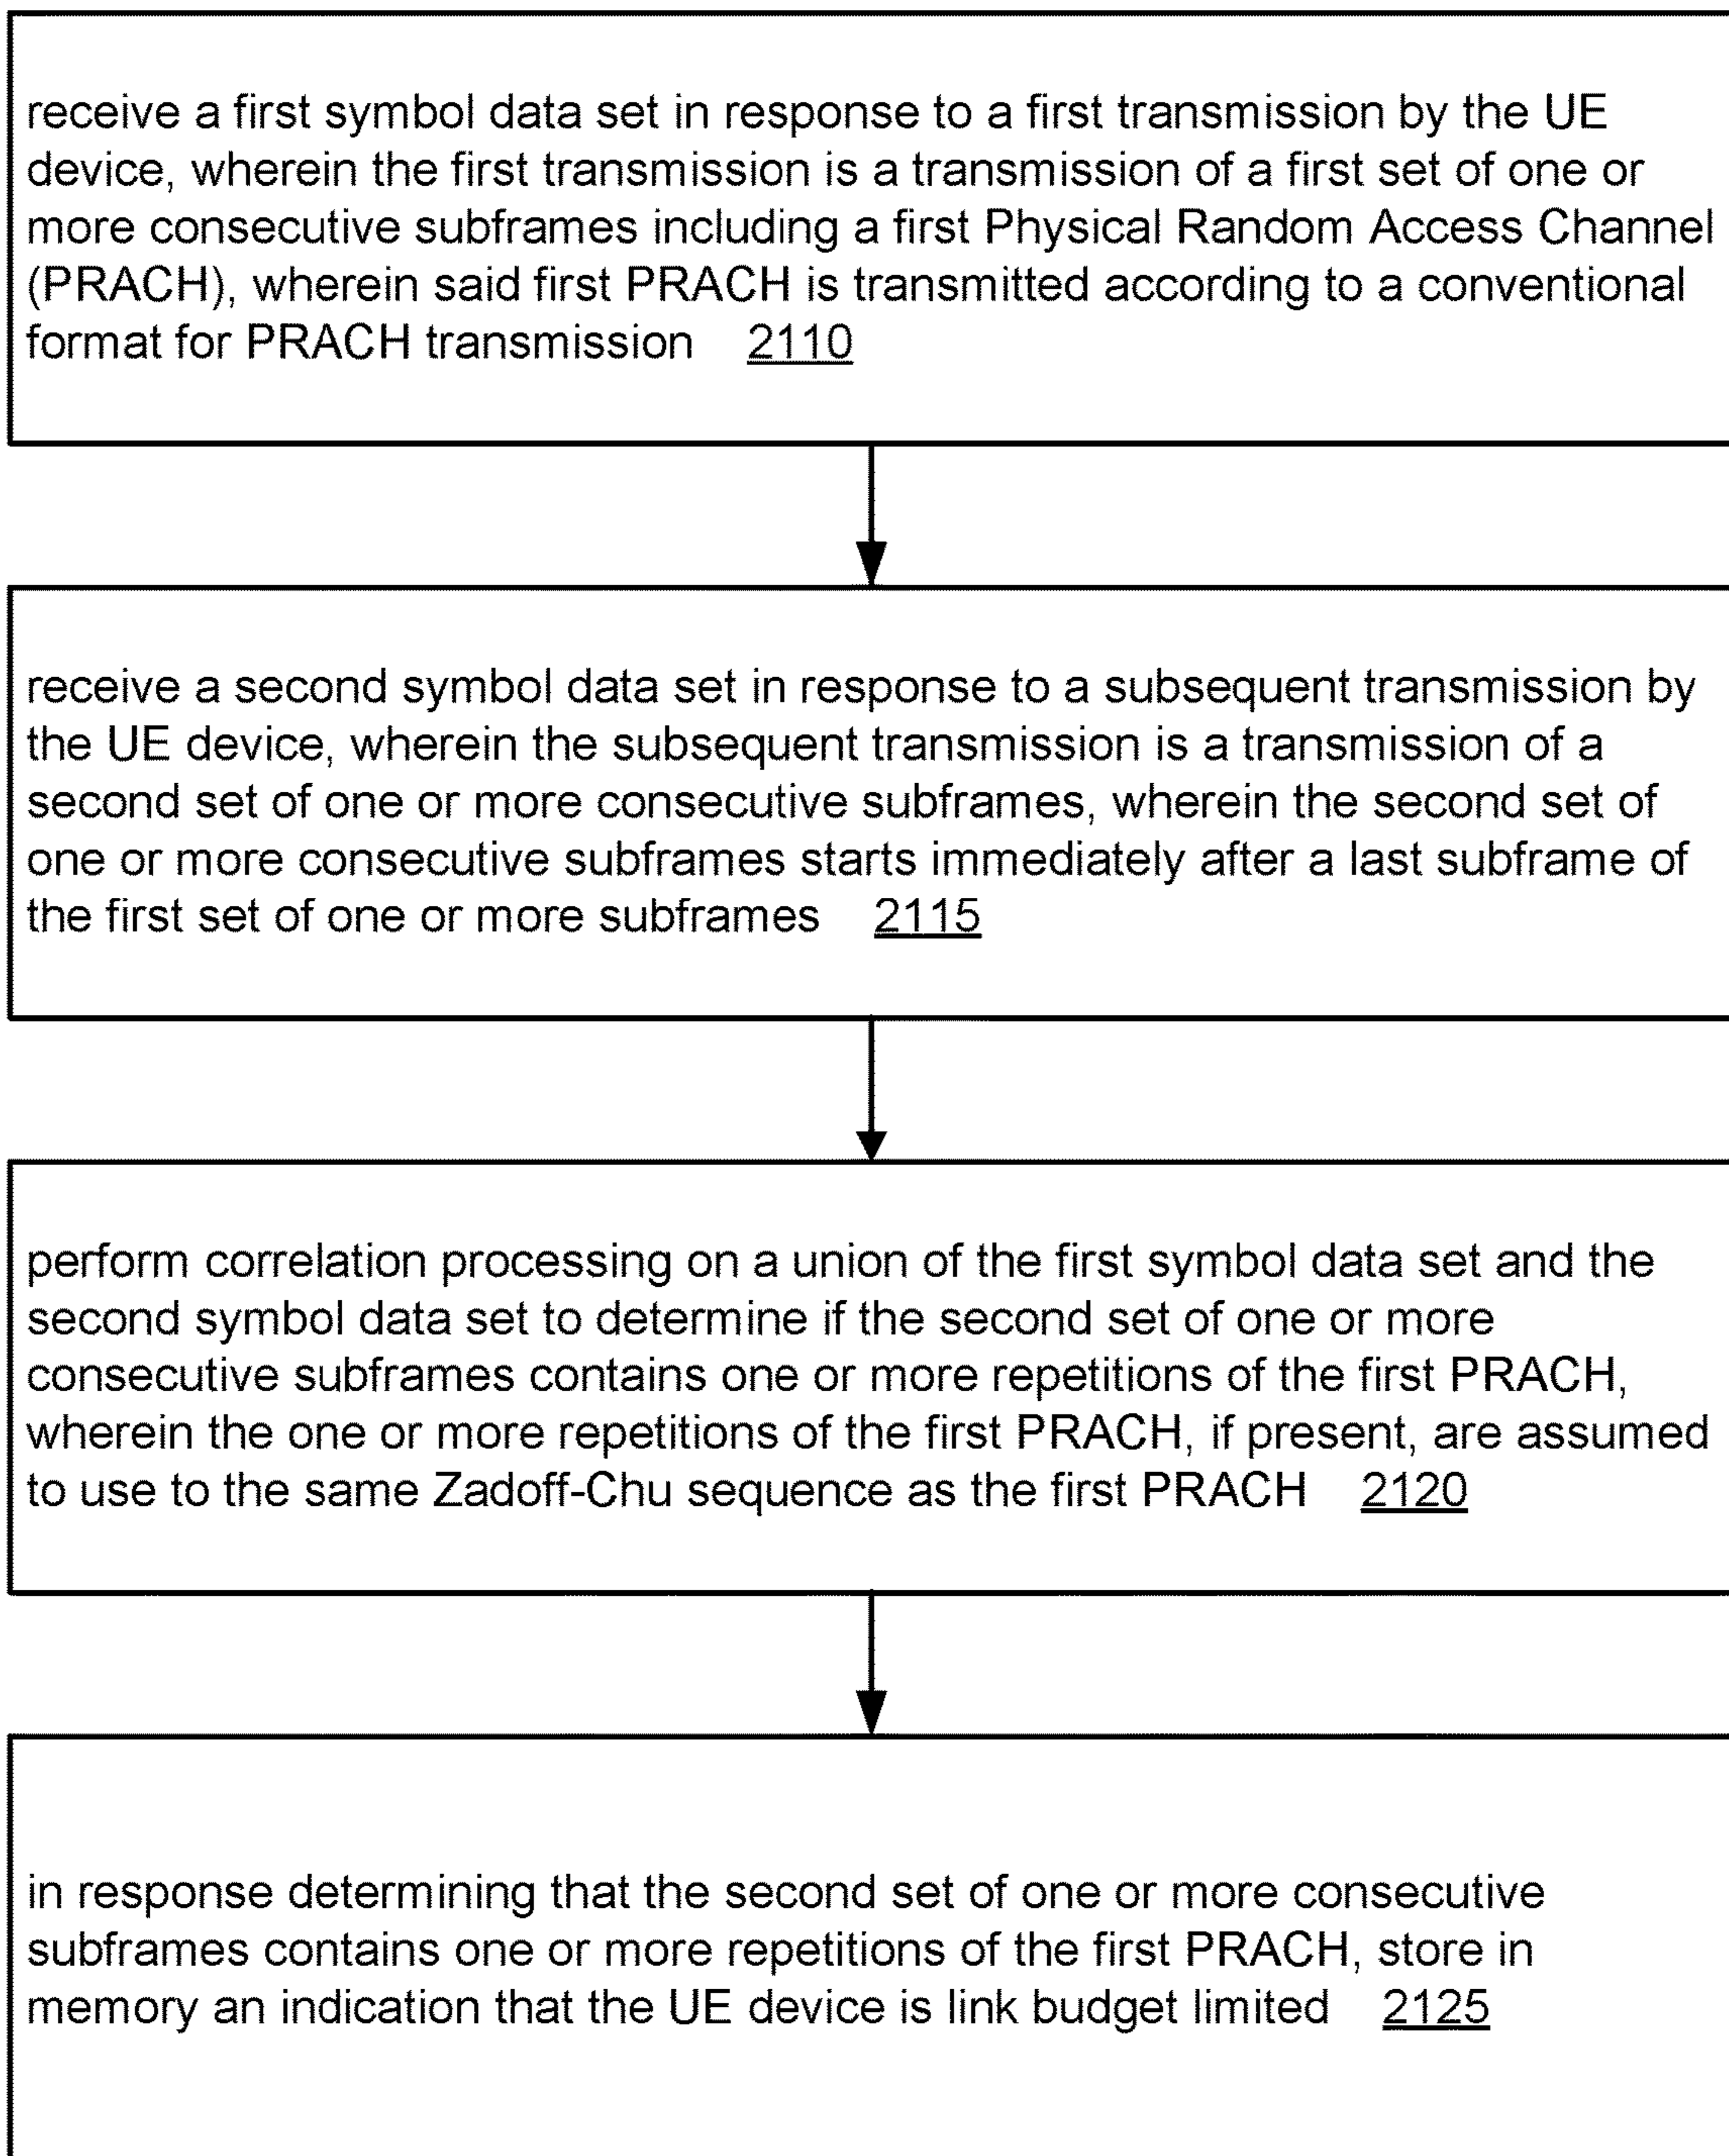 receive a first symbol data set in response to a first transmission by the UE
device, wherein the first transmission is a transmission of a first set of one or
more consecutive subframes including a first Physical Random Access Channel
(PRACH), wherein said first PRACH is transmitted according to a conventional
format for PRACH transmission 2110
receive a second symbol data set in response to a subsequent transmission by
the UE device, wherein the subsequent transmission is a transmission of a
second set of one or more consecutive subframes, wherein the second set of
one or more consecutive subframes starts immediately after a last subframe of
the first set of one or more subframes 2115
perform correlation processing on a union of the first symbol data set and the
second symbol data set to determine if the second set of one or more
consecutive subframes contains one or more repetitions of the first PRACH,
wherein the one or more repetitions of the first PRACH, if present, are assumed
to use to the same Zadoff-Chu sequence as the first PRACH 2120
in response determining that the second set of one or more consecutive
subframes contains one or more repetitions of the first PRACH, store in
memory an indication that the UE device is link budget limited 2125